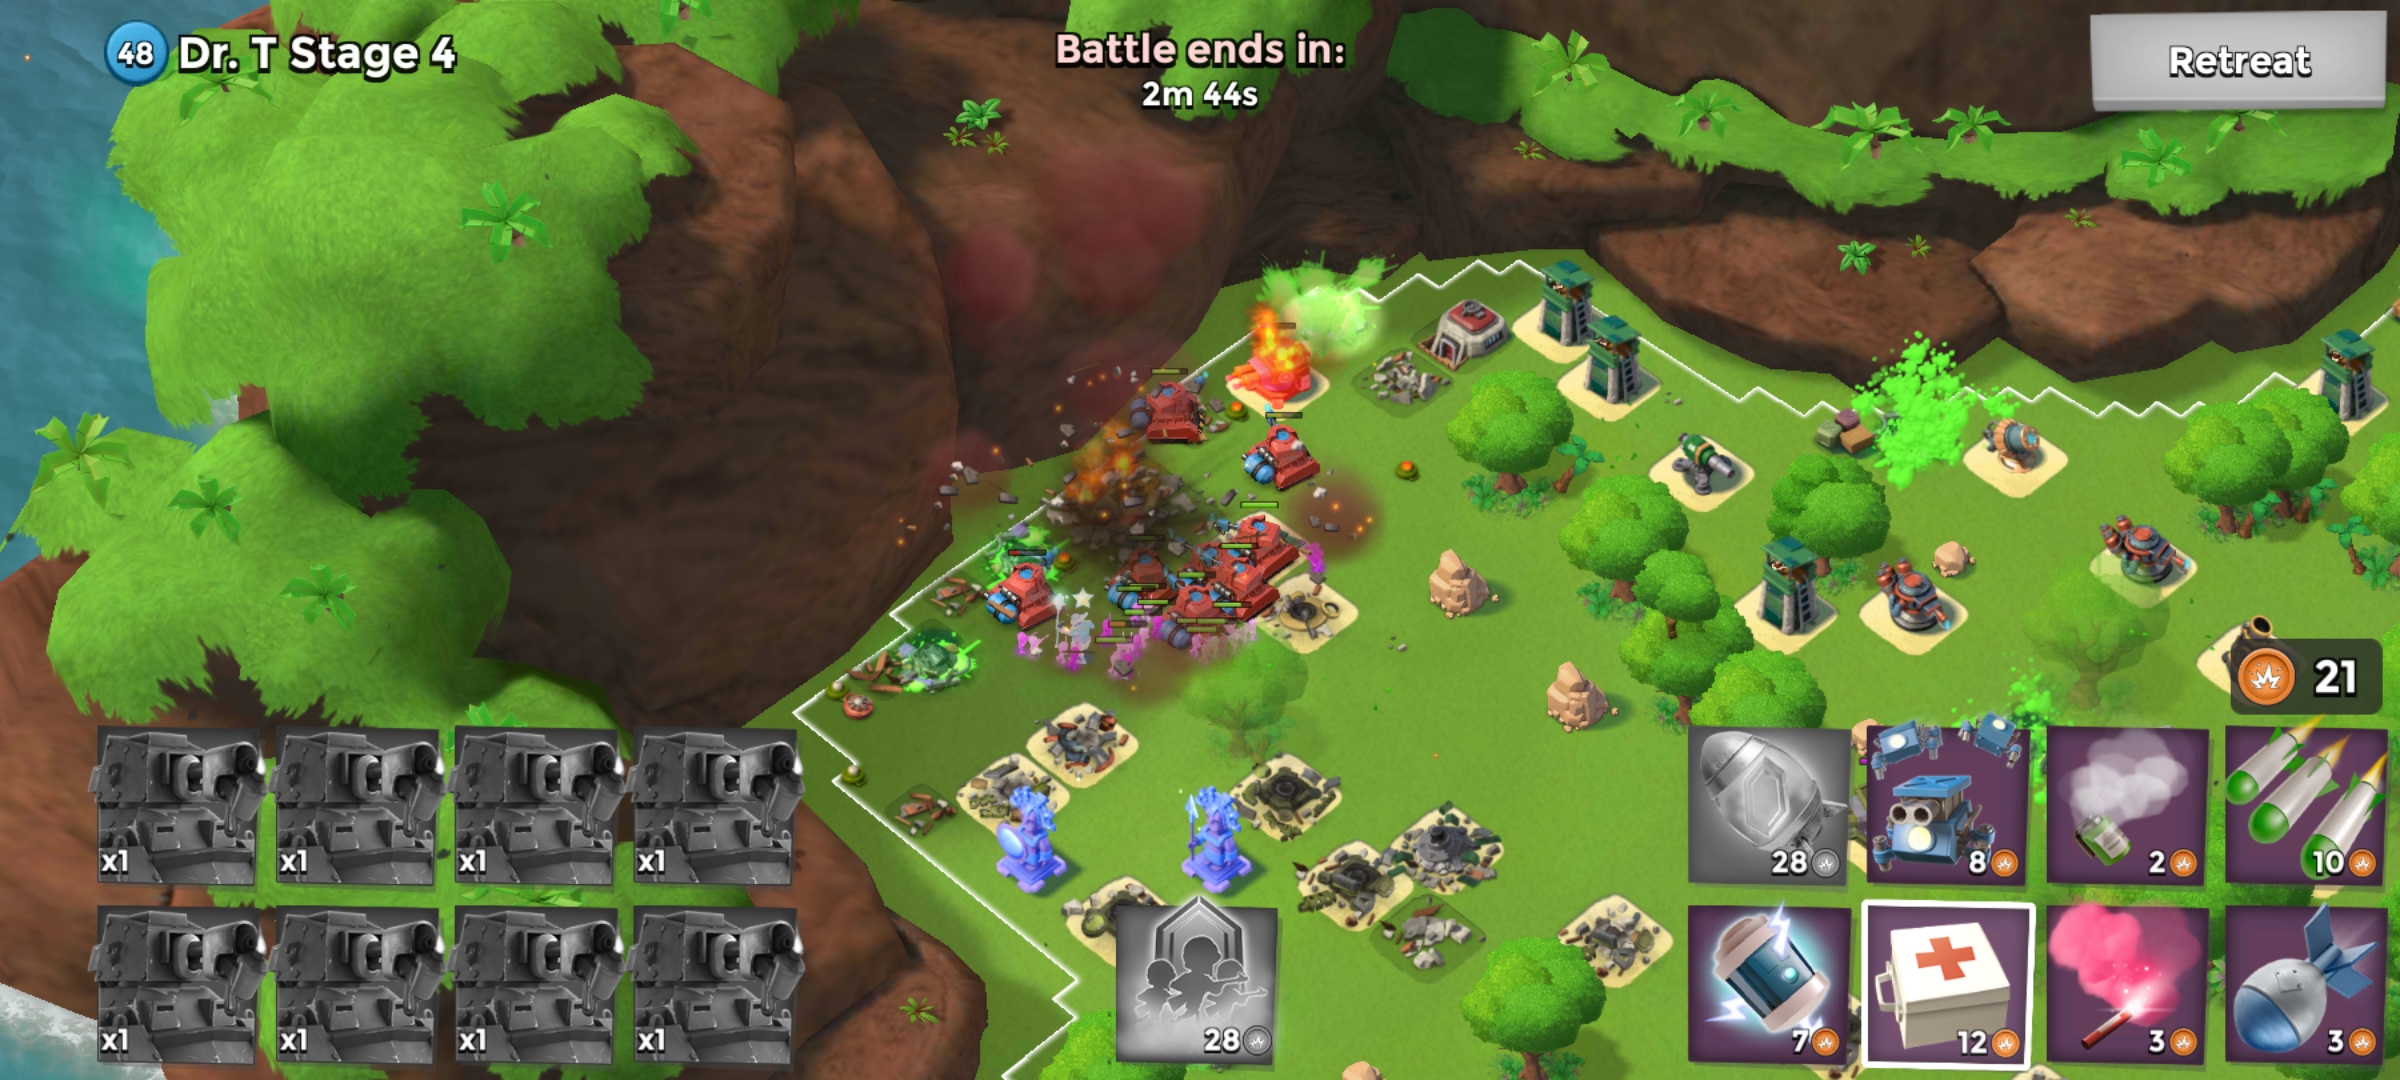 48 Dr. T Stage 4
Battle ends in:
2m 44s
Retreat
21
x1 x1 x1 x1
28 8 2 10
x1 x1 x1 x1
28
7 12 3 3